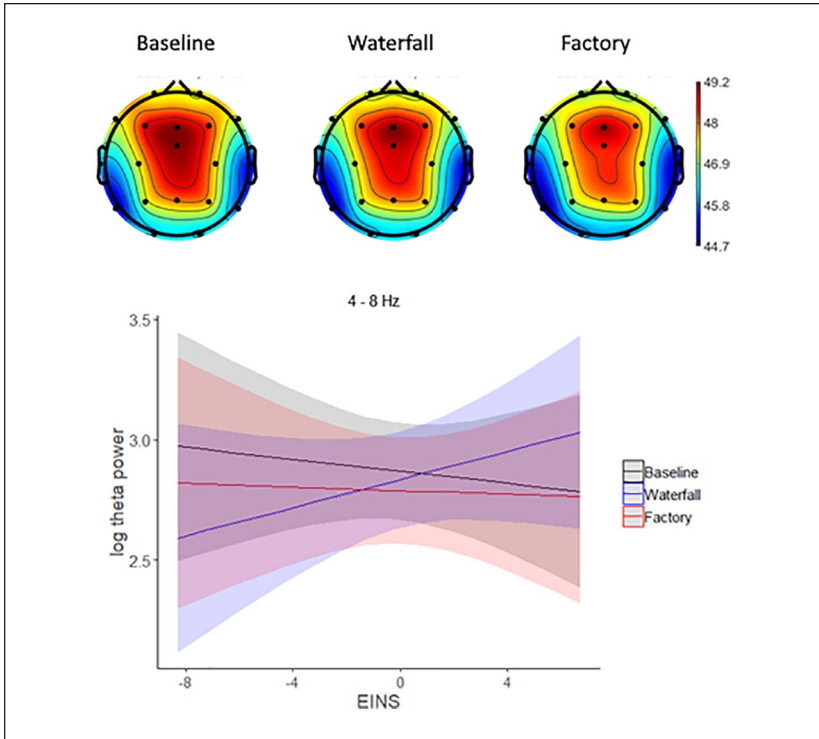 Baseline Waterfall Factory
49.2
48
46.9
45.8
44.7
4 - 8 Hz
3.5
3.0
2.5
log theta power
-8 -4 0 4
EINS
Baseline
Waterfall
Factory